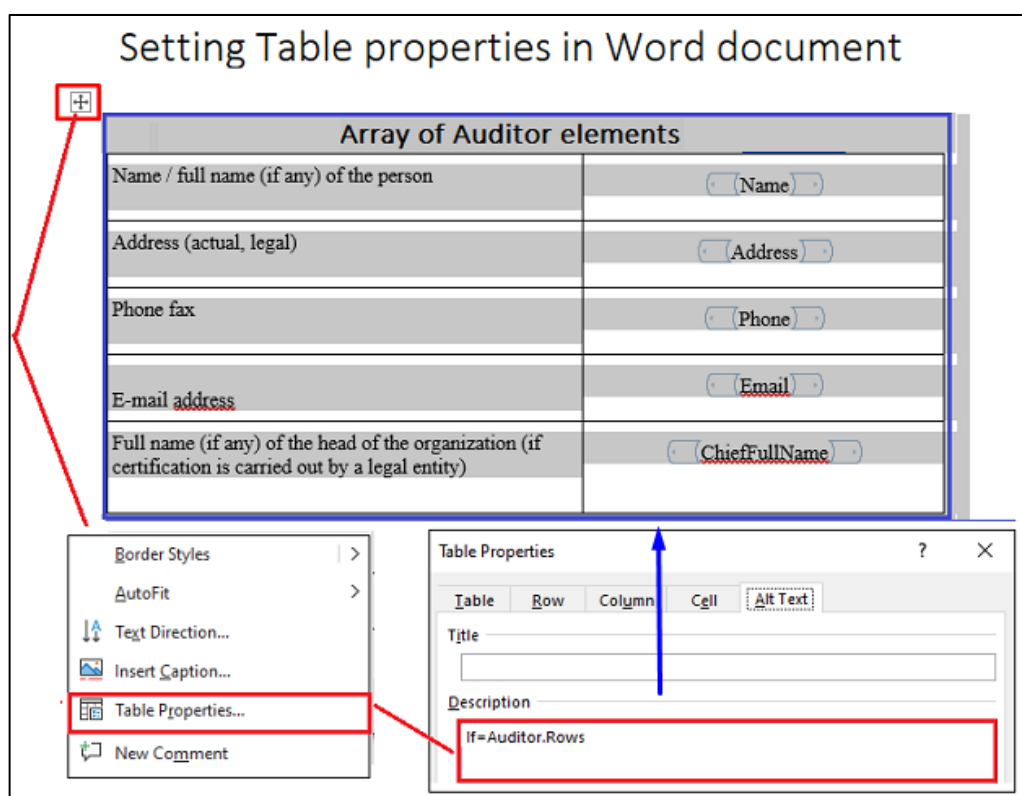 Setting Table properties in Word document
Array of Auditor elements
Name / full name (if any) of the person
Name
Address (actual, legal)
Address
Phone fax
Phone
E-mail address
Email
Full name (if any) of the head of the organization (if
certification is carried out by a legal entity)
ChiefFullName
Border Styles
AutoFit
Text Direction...
Insert Caption...
Table Properties...
New Comment
Table Properties
Table Row Column Cell Alt Text
Title
Description
If=Auditor.Rows